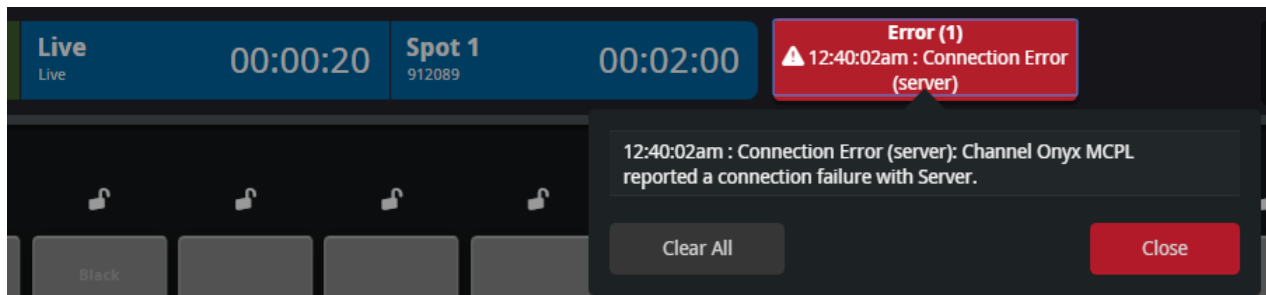 Live
Live
00:00:20
Spot 1
912089
00:02:00
Error (1)
12:40:02am : Connection Error
(server)
12:40:02am : Connection Error (server): Channel Onyx MCPL
reported a connection failure with Server.
Clear All
Close
Black